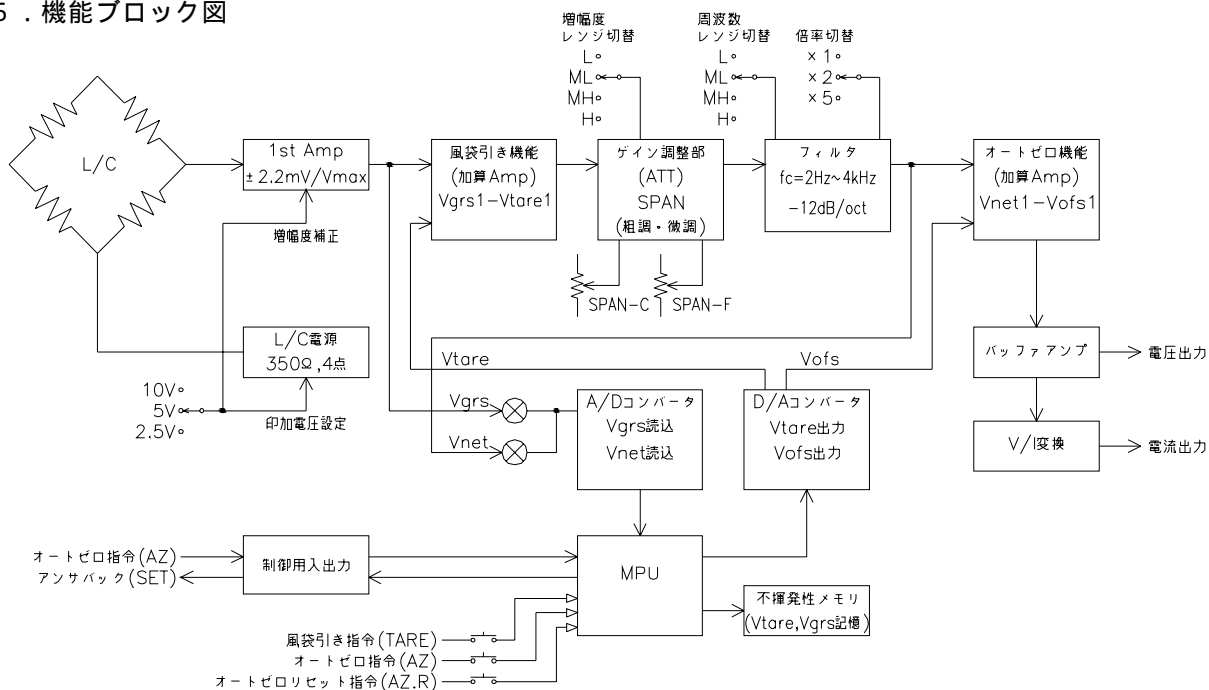 5 ．機能ブロック図
増幅度
レンジ切替
L
ML
MH
H
周波数
レンジ切替
L
ML
MH
H
倍率切替
×1
×2
×5
L/C
1st Amp
±2.2mV/Vmax
増幅度補正
風袋引き機能
(加算Amp)
Vgrs1-Vtare1
ゲイン調整部
(ATT)
SPAN
(粗調・微調)
SPAN-C
SPAN-F
フィルタ
fc=2Hz~4kHz
-12dB/oct
オートゼロ機能
(加算Amp)
Vnet1-Vofs1
L/C電源
350Ω,4点
10V
5V
2.5V
印加電圧設定
Vtare
Vofs
Vgrs
Vnet
A/Dコンバータ
Vgrs読込
Vnet読込
D/Aコンバータ
Vtare出力
Vofs出力
バッファアンプ
電圧出力
V/I変換
電流出力
オートゼロ指令(AZ)
アンサバック(SET)
制御用入出力
MPU
不揮発性メモリ
(Vtare,Vgrs記憶)
風袋引き指令(TARE)
オートゼロ指令(AZ)
オートゼロリセット指令(AZ.R)